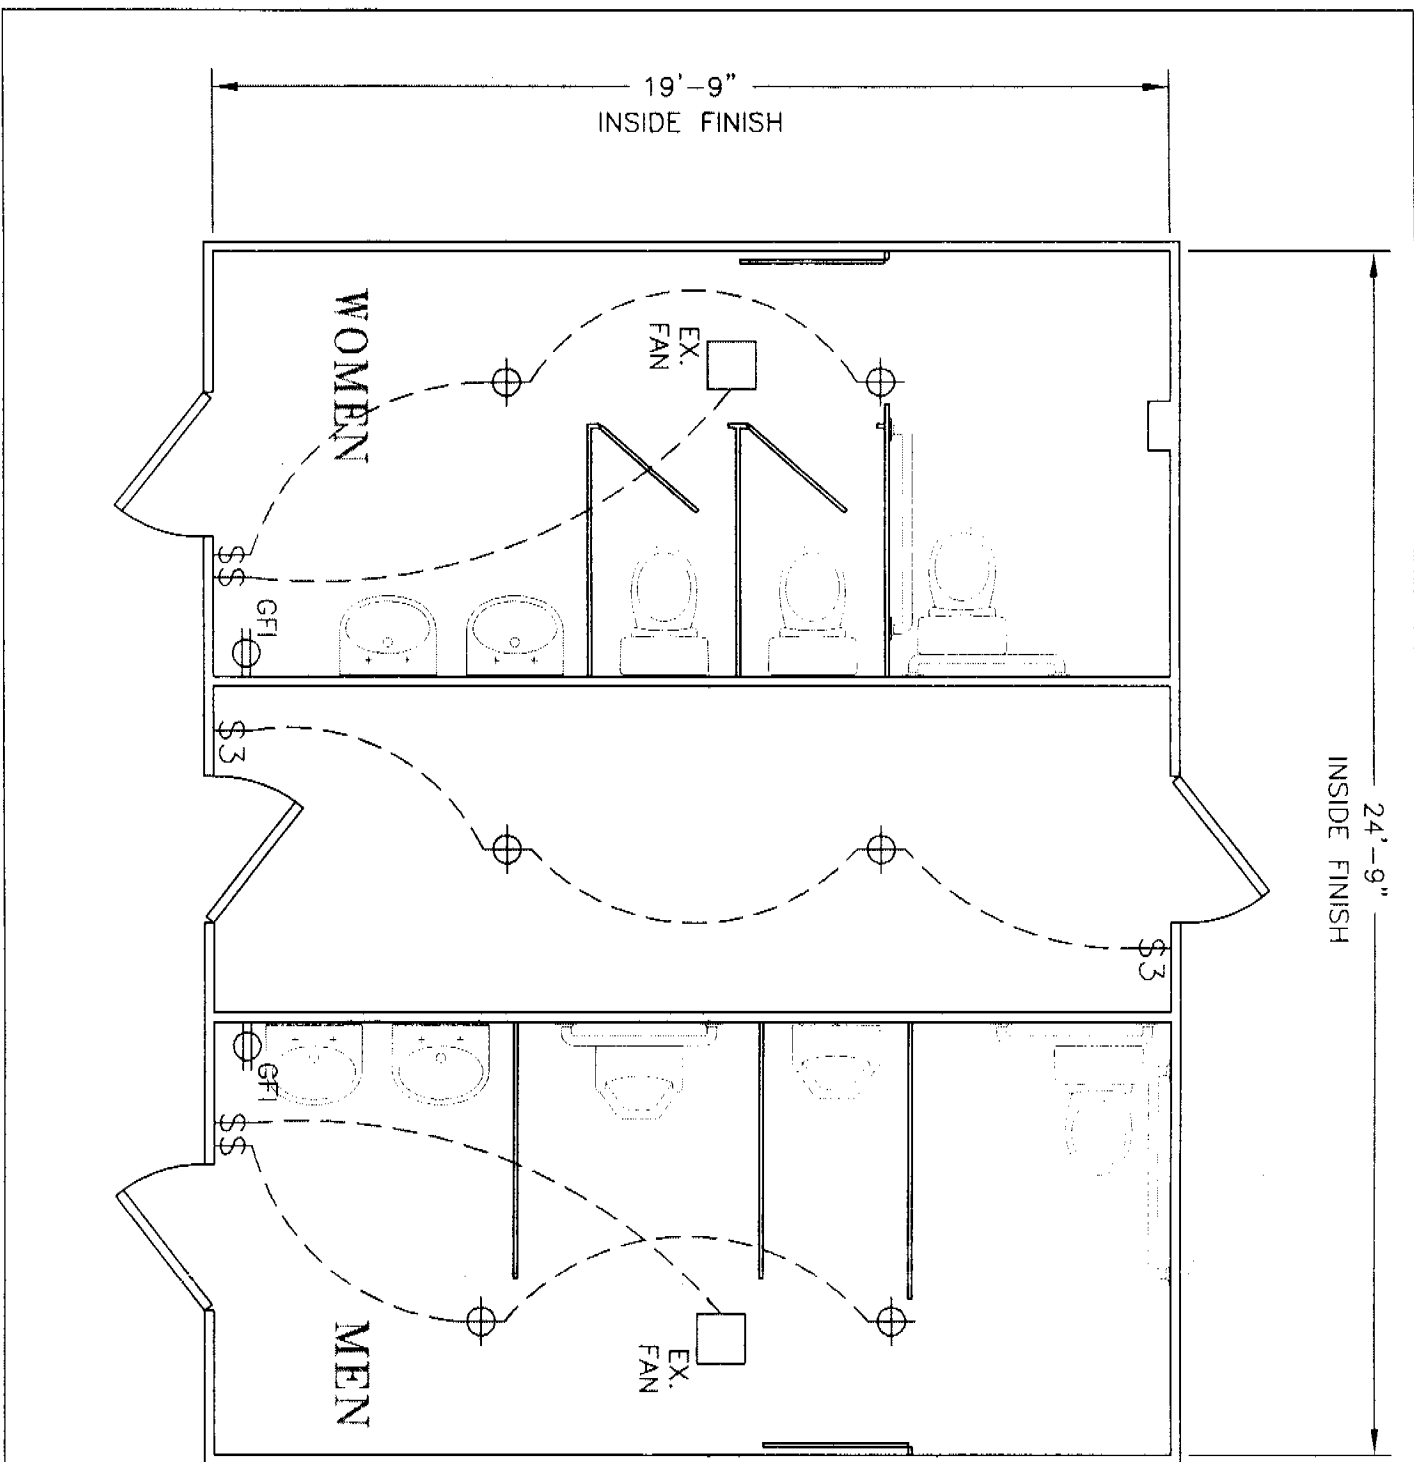 19'-9"
INSIDE FINISH
WOMEN
EX.
FAN
$$
GFI
$3
24'-9"
INSIDE FINISH
$3
GFI
$$
MEN
EX.
FAN